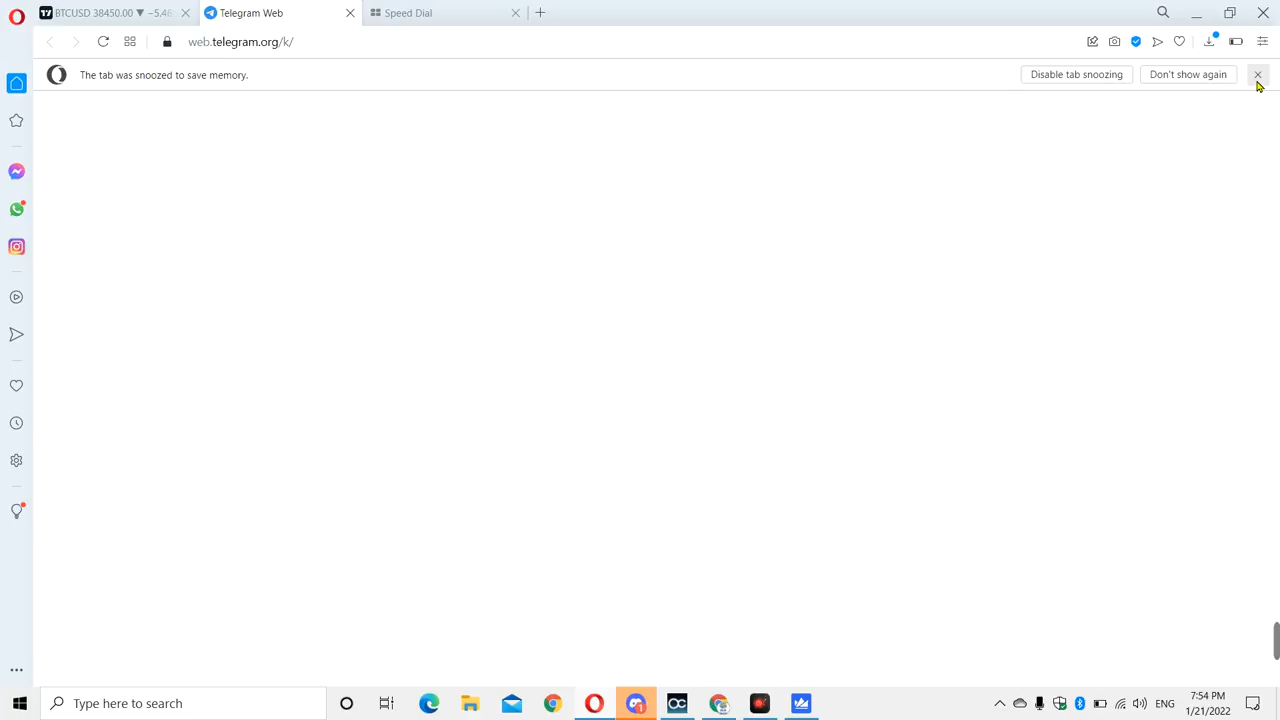 BTCUSD 38450.00 ▼ −5.46
Telegram Web
Speed Dial
web.telegram.org/k/
The tab was snoozed to save memory.
Disable tab snoozing
Don't show again
Type here to search
1
ENG
7:54 PM
1/21/2022